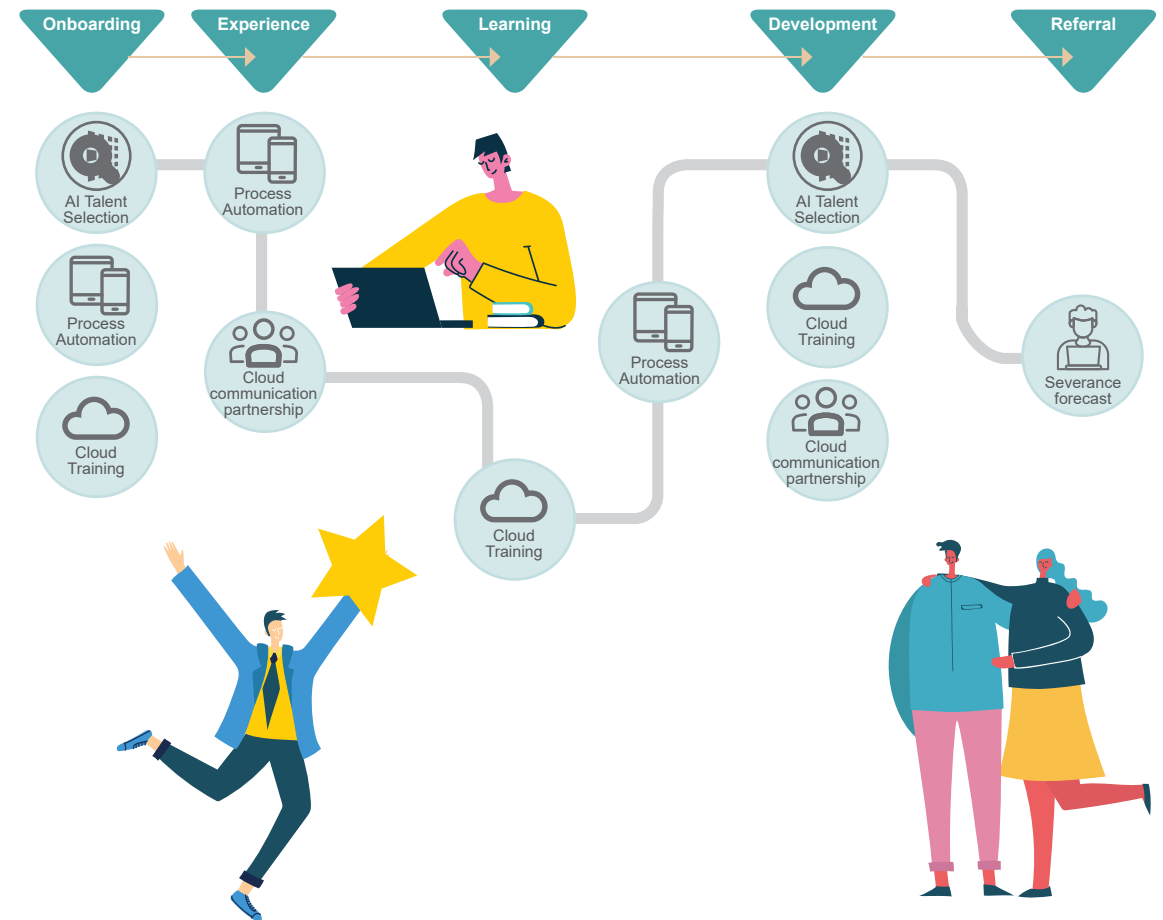 Onboarding
Experience
Learning
Development
Referral
AI Talent
Selection
Process
Automation
Cloud
Training
Process
Automation
Cloud
communication
partnership
Cloud
Training
Process
Automation
AI Talent
Selection
Cloud
Training
Cloud
communication
partnership
Severance
forecast